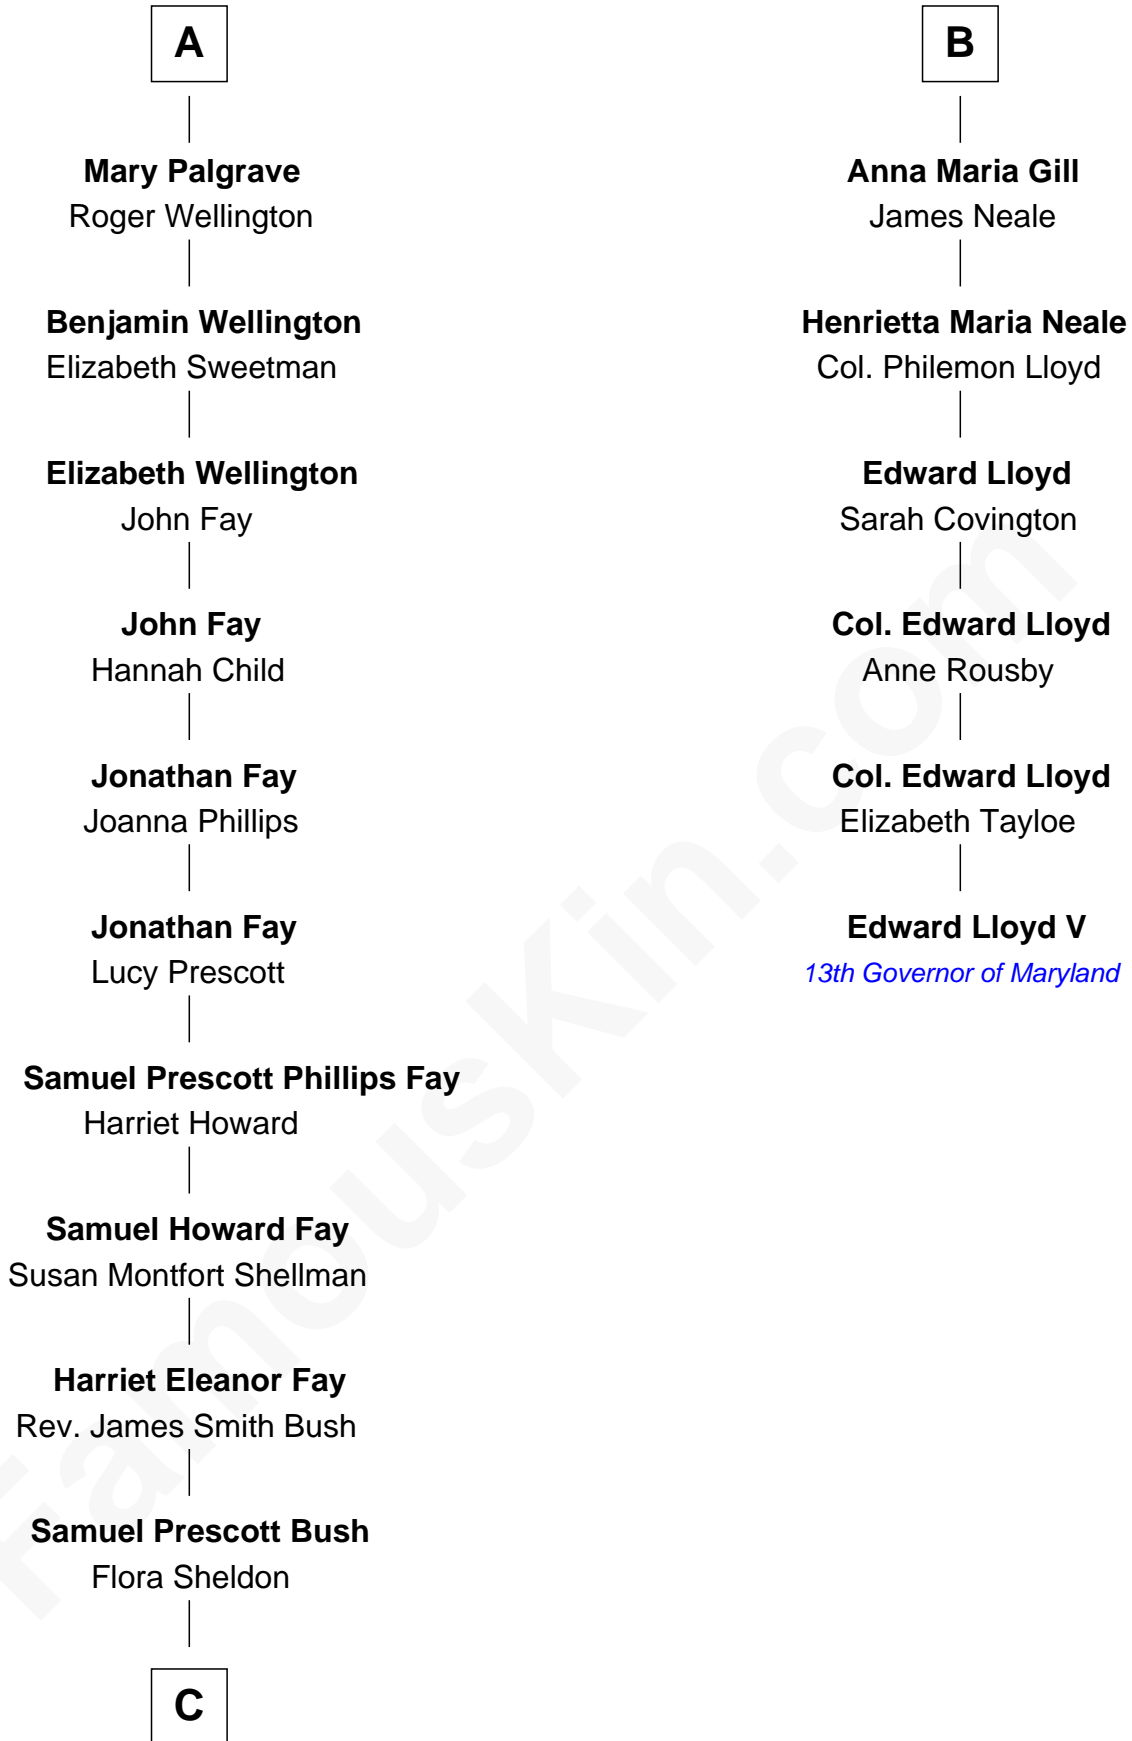 A
Mary Palgrave
Roger Wellington
Benjamin Wellington
Elizabeth Sweetman
Elizabeth Wellington
John Fay
John Fay
Hannah Child
Jonathan Fay
Joanna Phillips
Jonathan Fay
Lucy Prescott
Samuel Prescott Phillips Fay
Harriet Howard
Samuel Howard Fay
Susan Montfort Shellman
Harriet Eleanor Fay
Rev. James Smith Bush
Samuel Prescott Bush
Flora Sheldon
C
B
Anna Maria Gill
James Neale
Henrietta Maria Neale
Col. Philemon Lloyd
Edward Lloyd
Sarah Covington
Col. Edward Lloyd
Anne Rousby
Col. Edward Lloyd
Elizabeth Tayloe
Edward Lloyd V
13th Governor of Maryland
FamousKin.com